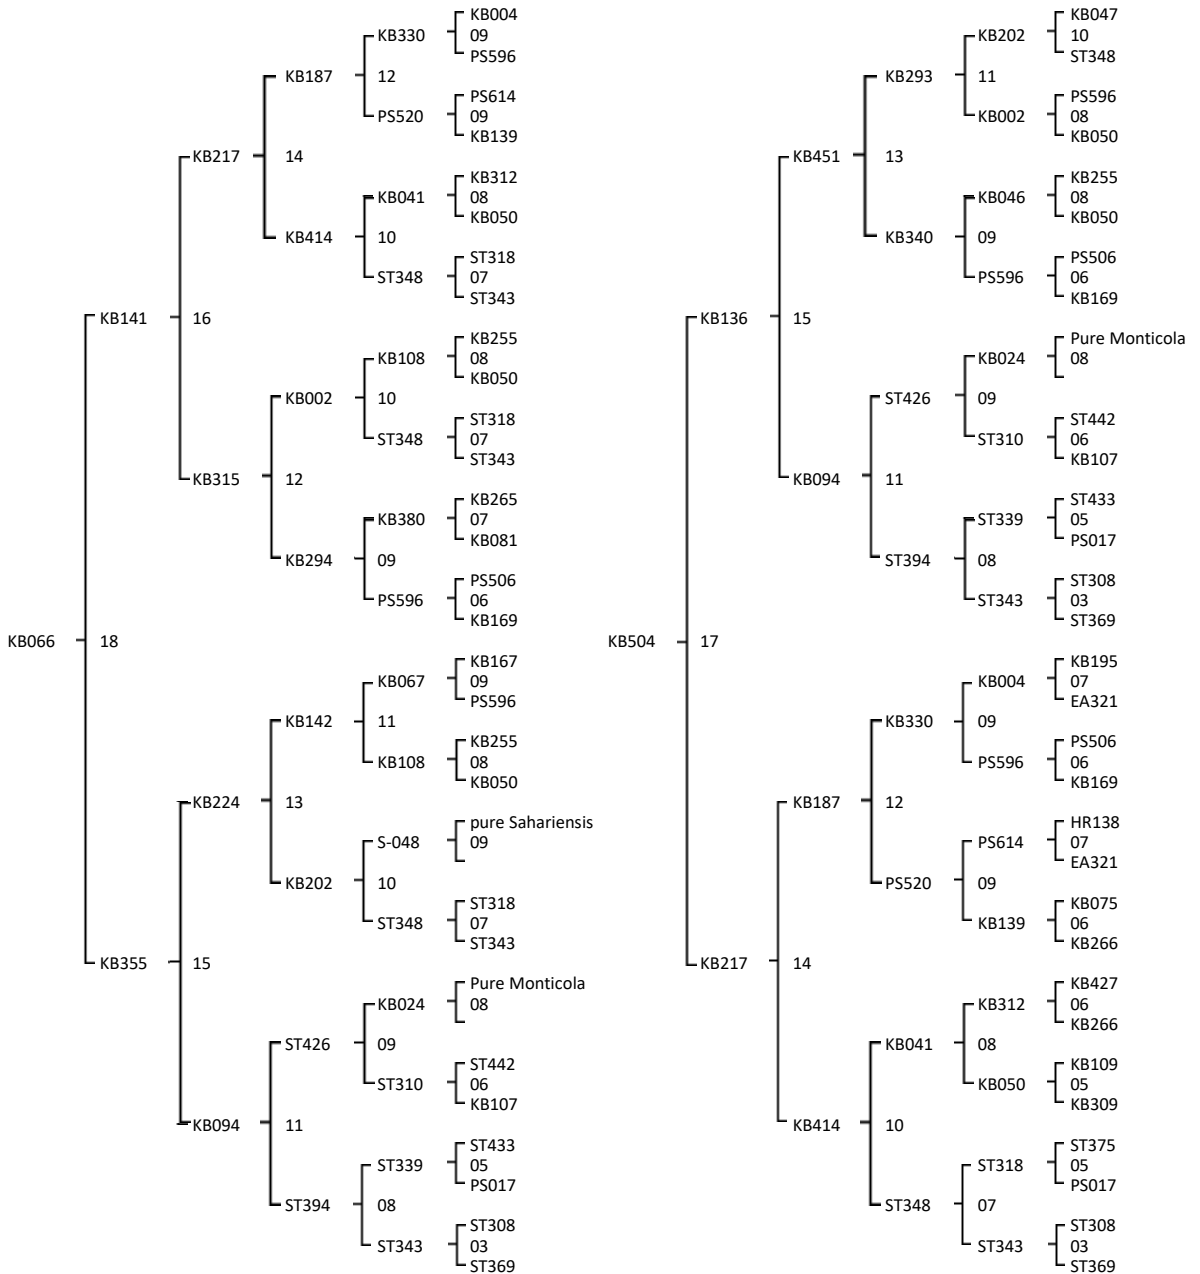 KB004
KB330 09
PS596
KB187 12
PS614
PS520 09
KB139
KB217 14
KB312
KB041 08
KB050
KB414 10
ST318
ST348 07
ST343
KB141 16
KB255
KB108 08
KB050
KB002 10
ST318
ST348 07
ST343
KB315 12
KB265
KB380 07
KB081
KB294 09
PS506
PS596 06
KB169
KB066 18
KB167
KB067 09
PS596
KB142 11
KB255
KB108 08
KB050
KB224 13
pure Sahariensis
S-048 09
KB202 10
ST318
ST348 07
ST343
KB355 15
Pure Monticola
KB024 08
ST426 09
ST442
ST310 06
KB107
KB094 11
ST433
ST339 05
PS017
ST394 08
ST308
ST343 03
ST369
KB047
KB202 10
ST348
KB293 11
PS596
KB002 08
KB050
KB451 13
KB255
KB046 08
KB050
KB340 09
PS506
PS596 06
KB169
KB136 15
Pure Monticola
KB024 08
ST426 09
ST442
ST310 06
KB107
KB094 11
ST433
ST339 05
PS017
ST394 08
ST308
ST343 03
ST369
KB504 17
KB195
KB004 07
EA321
KB330 09
PS506
PS596 06
KB169
KB187 12
HR138
PS614 07
EA321
PS520 09
KB075
KB139 06
KB266
KB217 14
KB427
KB312 06
KB266
KB041 08
KB109
KB050 05
KB309
KB414 10
ST375
ST318 05
PS017
ST348 07
ST308
ST343 03
ST369